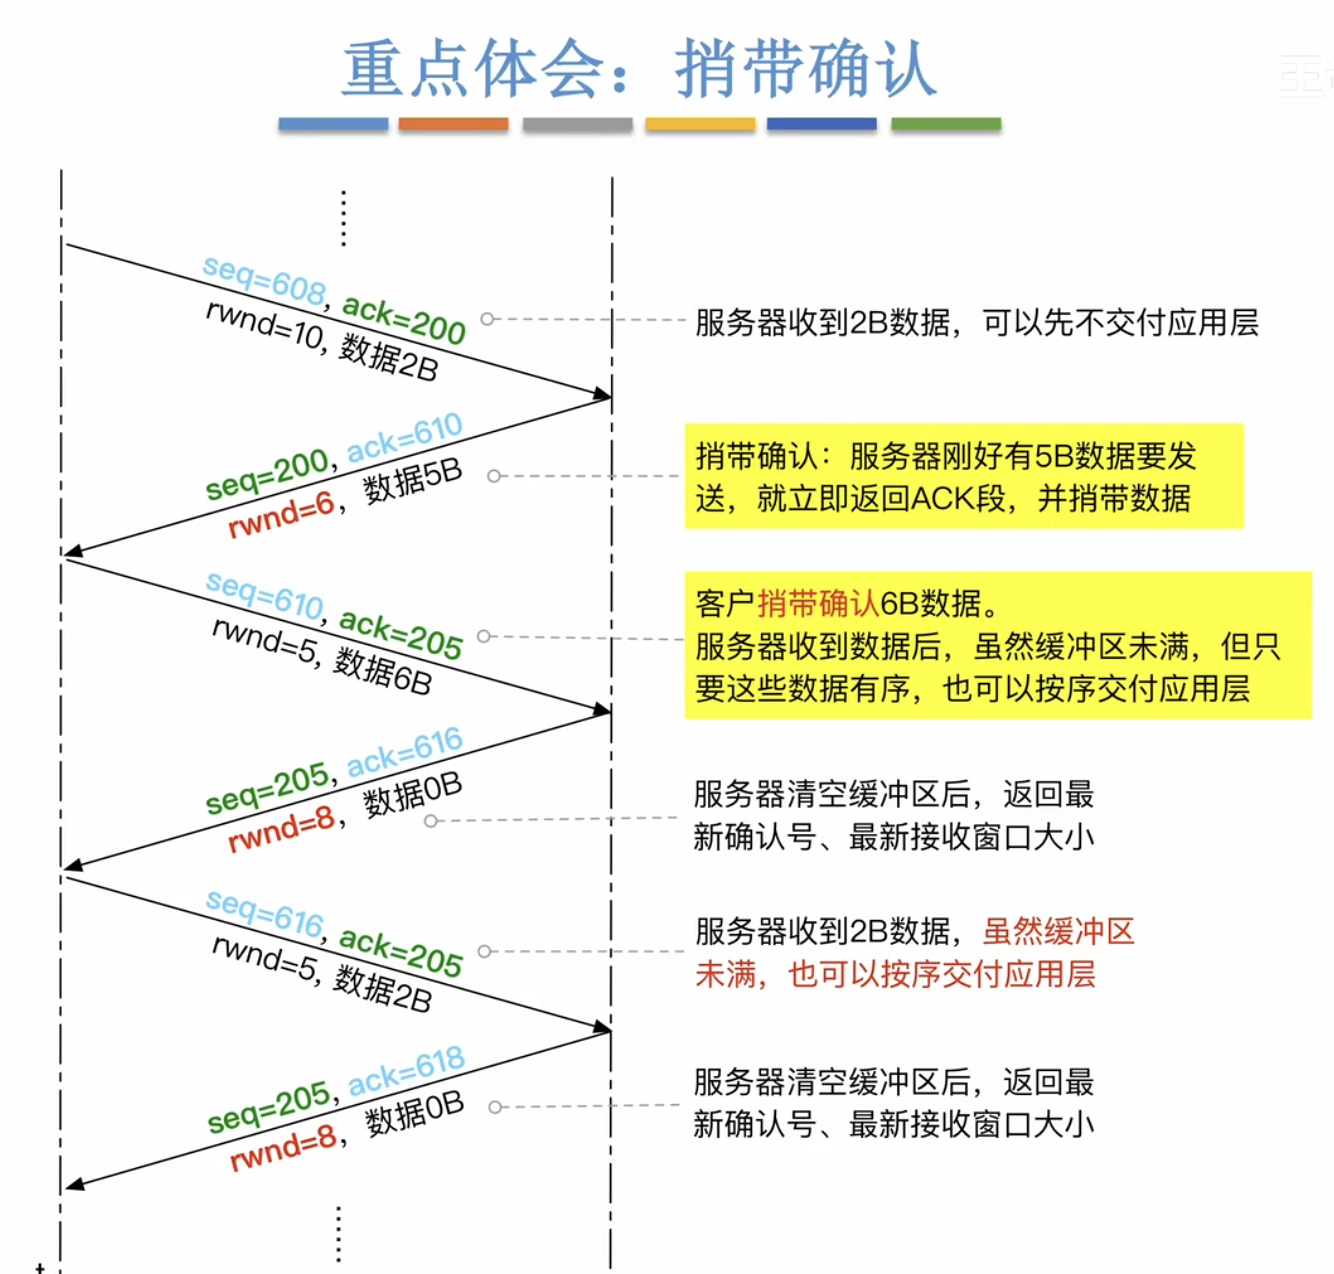 重点体会：捎带确认
seq=608, ack=200
rwnd=10, 数据2B
服务器收到2B数据，可以先不交付应用层
seq=200, ack=610
rwnd=6, 数据5B
捎带确认：服务器刚好有5B数据要发
送，就立即返回ACK段，并捎带数据
seq=610, ack=205
rwnd=5, 数据6B
客户捎带确认6B数据。
服务器收到数据后，虽然缓冲区未满，但只
要这些数据有序，也可以按序交付应用层
seq=205, ack=616
rwnd=8, 数据0B
服务器清空缓冲区后，返回最
新确认号、最新接收窗口大小
seq=616, ack=205
rwnd=5, 数据2B
服务器收到2B数据，虽然缓冲区
未满，也可以按序交付应用层
seq=205, ack=618
rwnd=8, 数据0B
服务器清空缓冲区后，返回最
新确认号、最新接收窗口大小
t